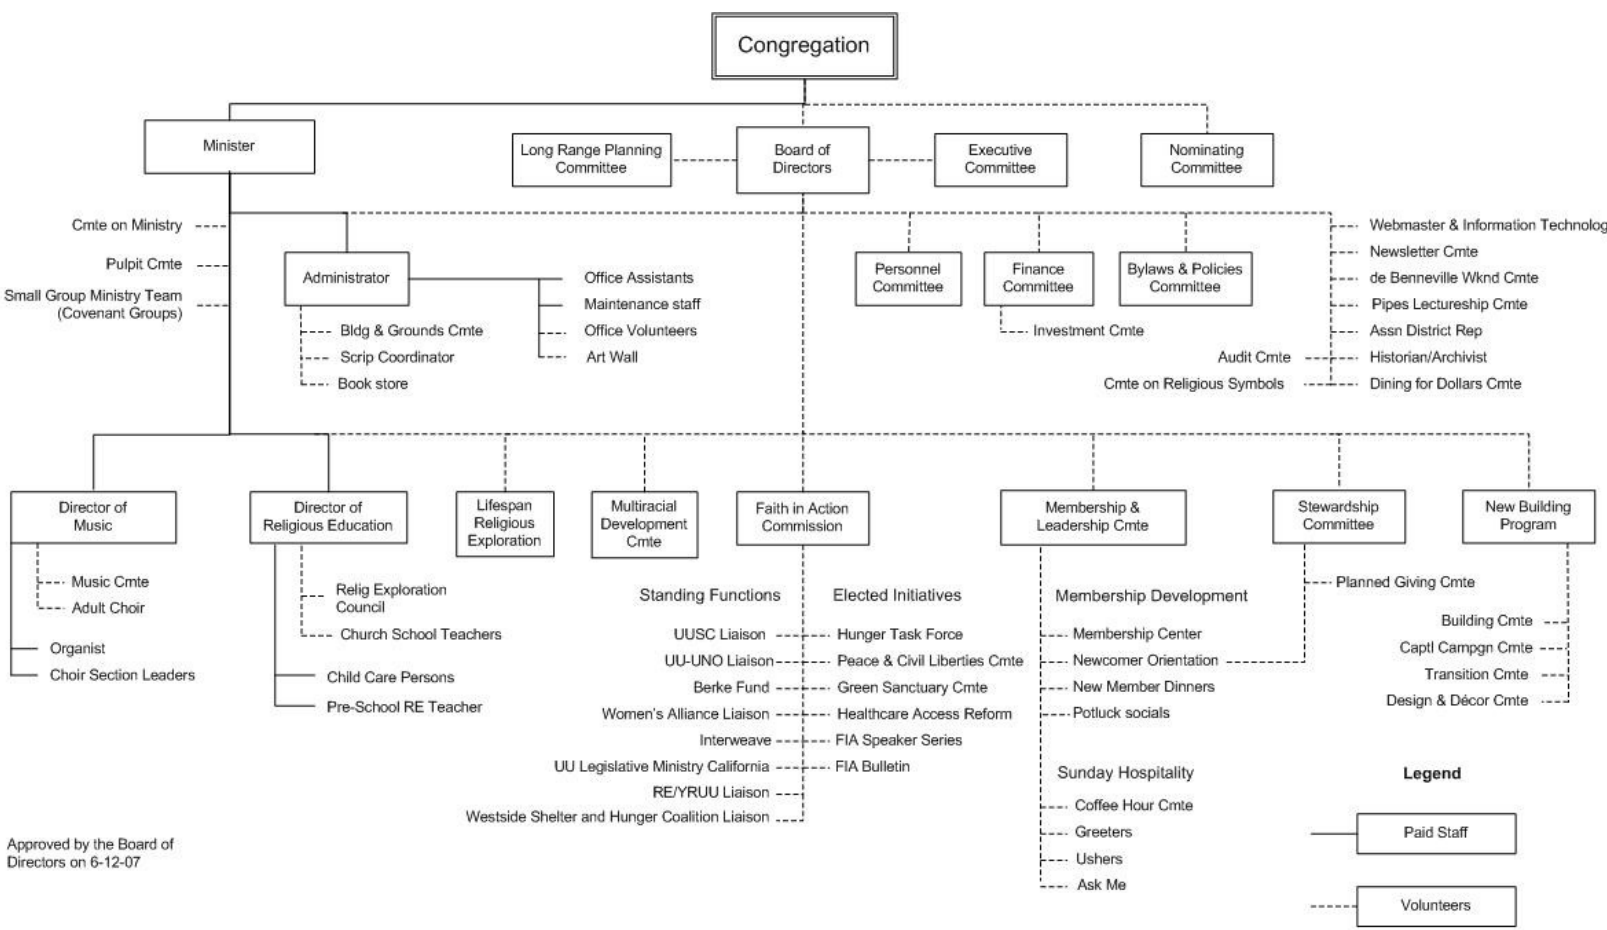 Congregation
Minister
Long Range Planning
Committee
Board of
Directors
Executive
Committee
Nominating
Committee
Cmte on Ministry
Pulpit Cmte
Small Group Ministry Team
(Covenant Groups)
Administrator
Bldg & Grounds Cmte
Scrip Coordinator
Book store
Office Assistants
Maintenance staff
Office Volunteers
Art Wall
Personnel
Committee
Finance
Committee
Investment Cmte
Bylaws & Policies
Committee
Audit Cmte
Cmte on Religious Symbols
Webmaster & Information Technolog
Newsletter Cmte
de Benneville Wknd Cmte
Pipes Lectureship Cmte
Assn District Rep
Historian/Archivist
Dining for Dollars Cmte
Director of
Music
Music Cmte
Adult Choir
Organist
Choir Section Leaders
Director of
Religious Education
Relig Exploration
Council
Church School Teachers
Child Care Persons
Pre-School RE Teacher
Lifespan
Religious
Exploration
Multiracial
Development
Cmte
Faith in Action
Commission
Standing Functions
UUSC Liaison
UU-UNO Liaison
Berke Fund
Women's Alliance Liaison
Interweave
UU Legislative Ministry California
RE/YRUU Liaison
Westside Shelter and Hunger Coalition Liaison
Elected Initiatives
Hunger Task Force
Peace & Civil Liberties Cmte
Green Sanctuary Cmte
Healthcare Access Reform
FIA Speaker Series
FIA Bulletin
Membership &
Leadership Cmte
Membership Development
Membership Center
Newcomer Orientation
New Member Dinners
Potluck socials
Sunday Hospitality
Coffee Hour Cmte
Greeters
Ushers
Ask Me
Stewardship
Committee
Planned Giving Cmte
New Building
Program
Building Cmte
Captl Campgn Cmte
Transition Cmte
Design & Décor Cmte
Legend
Paid Staff
Volunteers
Approved by the Board of
Directors on 6-12-07